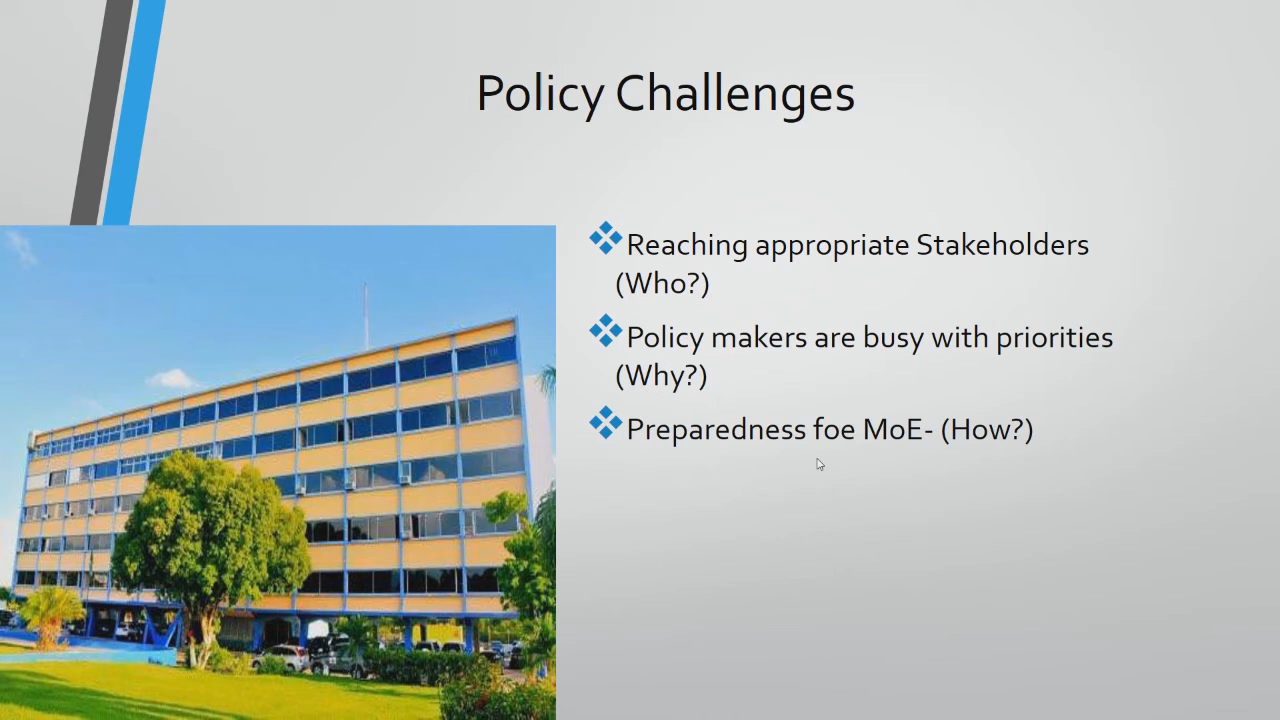 Policy Challenges
Reaching appropriate Stakeholders
(Who?)
Policy makers are busy with priorities
(Why?)
Preparedness foe MoE- (How?)